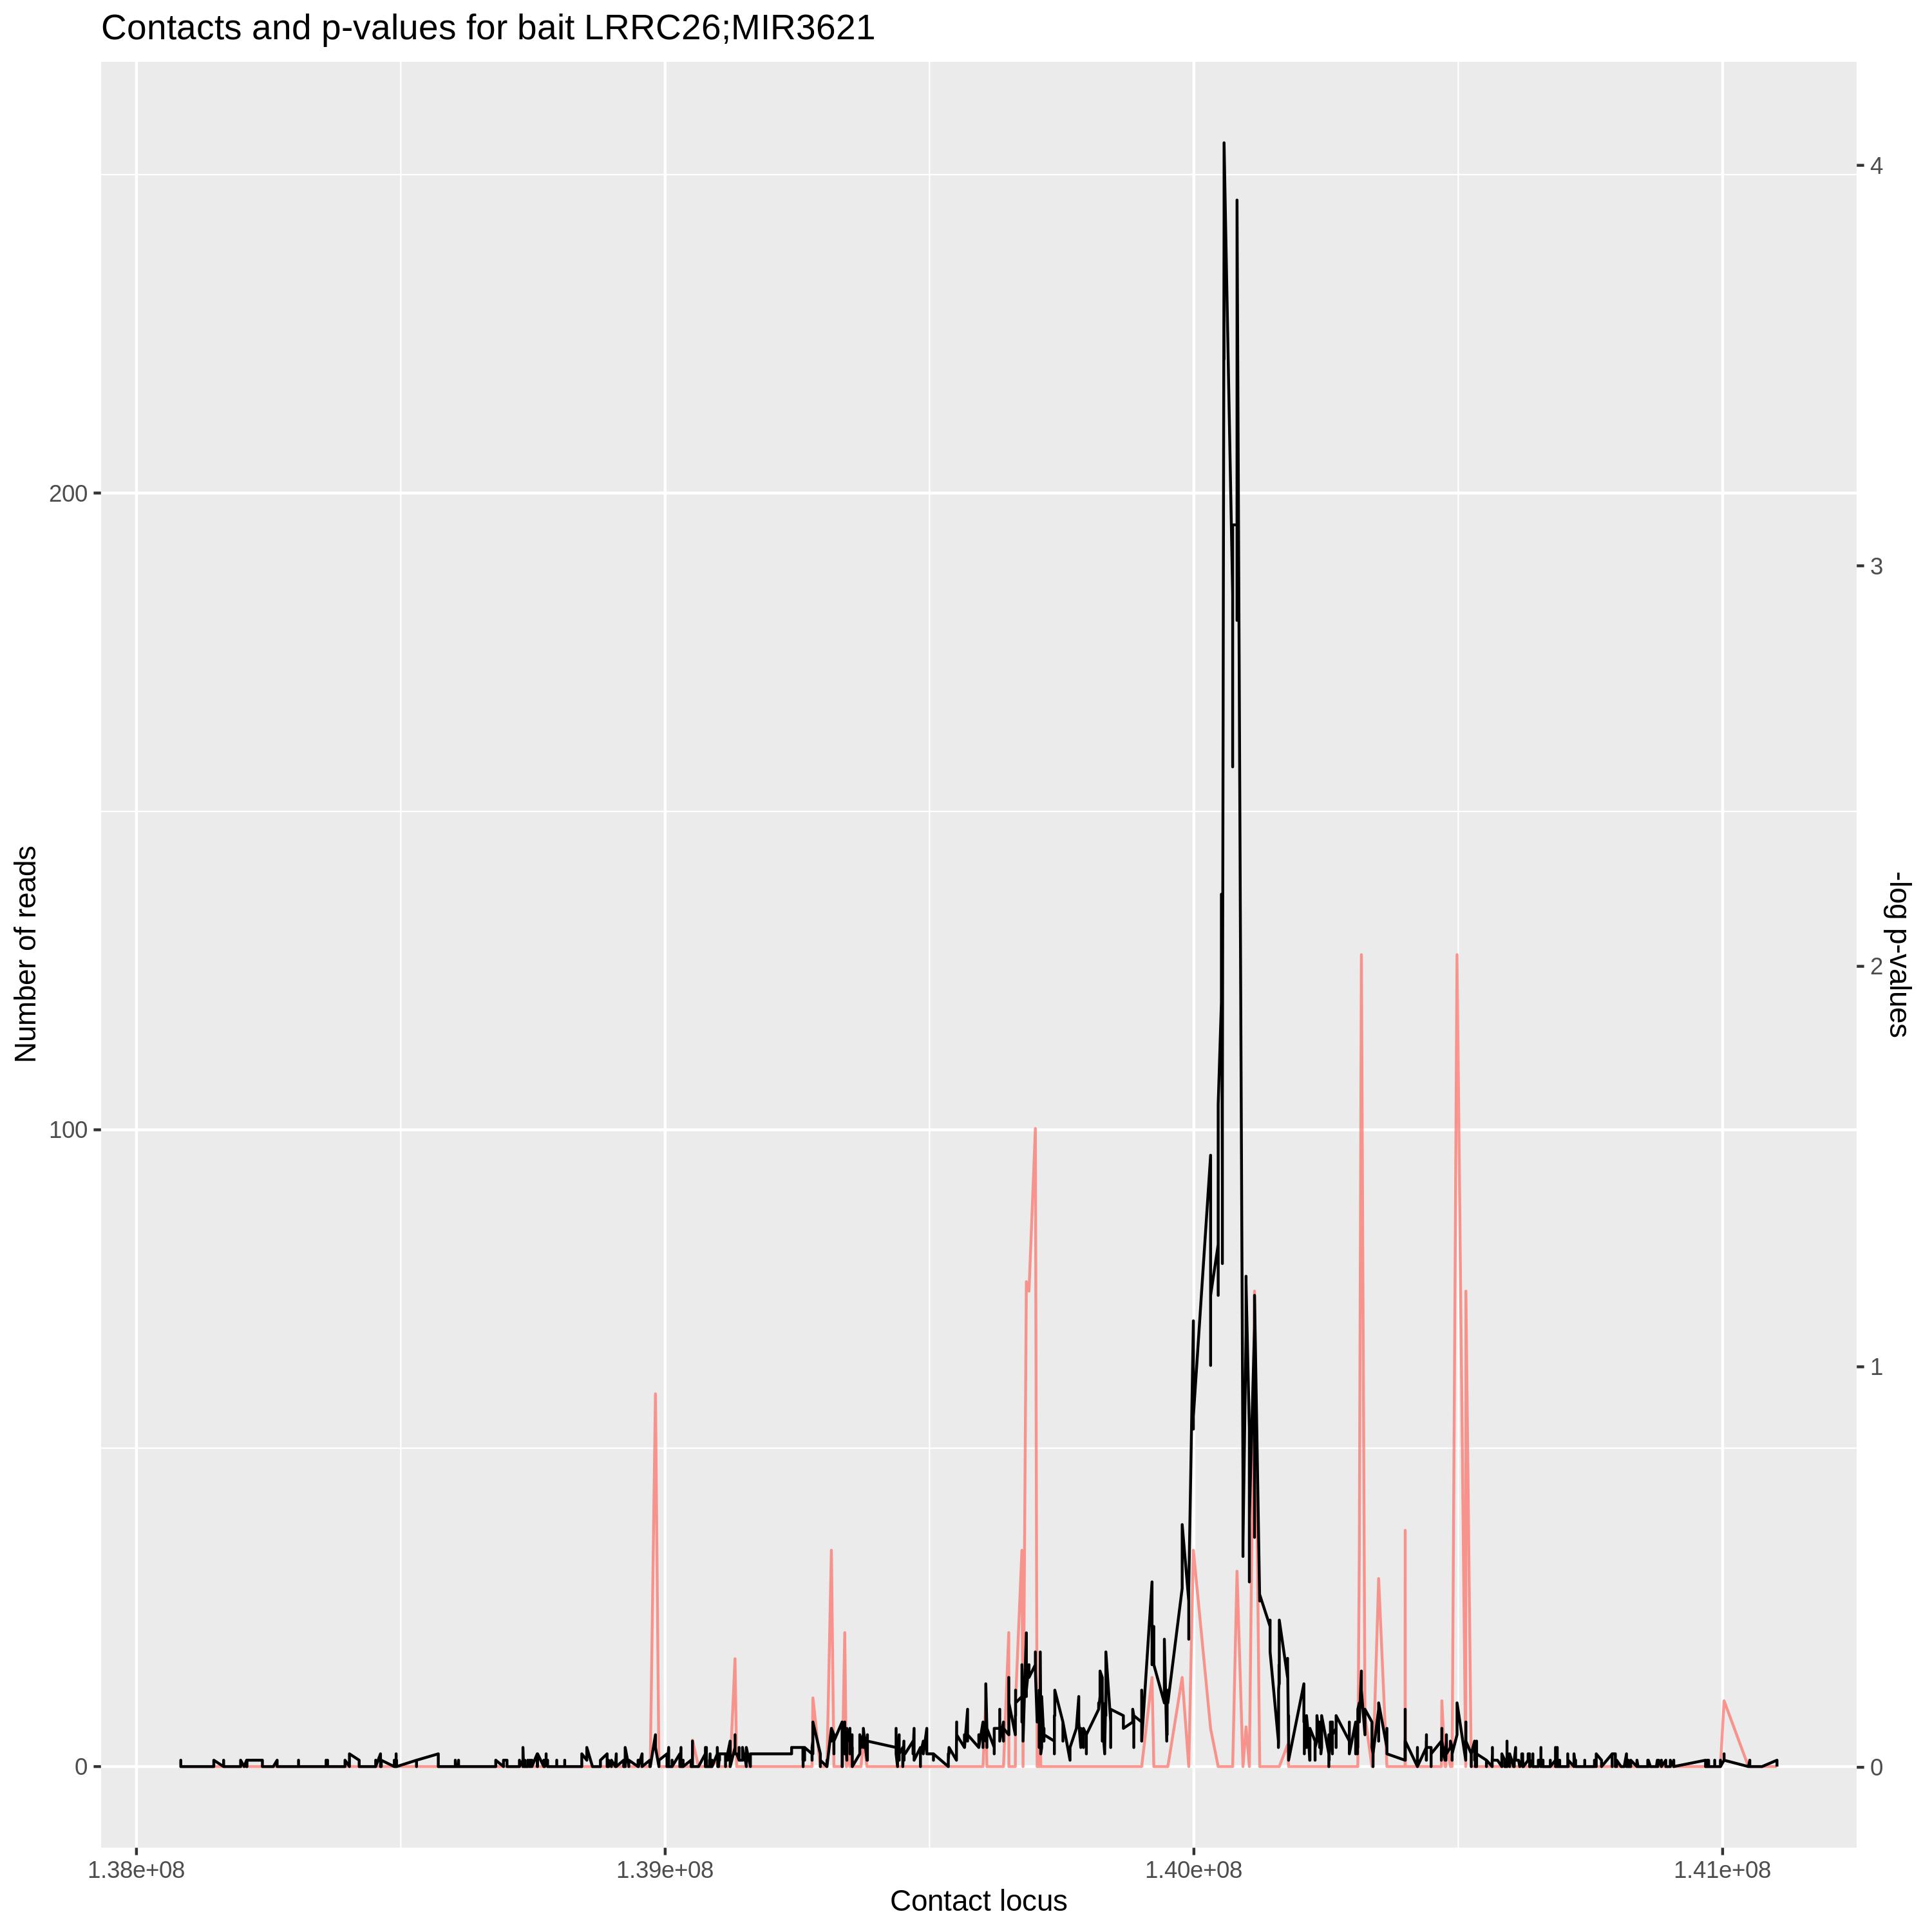 Contacts and p-values for bait LRRC26;MIR3621
Number of reads
200
100
0
4
3
2
1
0
-log p-values
1.38e+08 1.39e+08 1.40e+08 1.41e+08
Contact locus